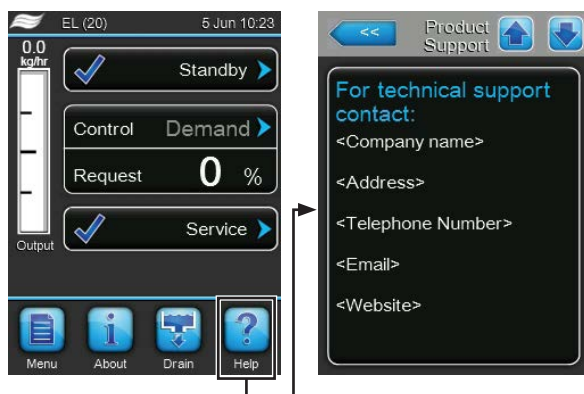 EL (20) 5 Jun 10:23
0.0
kg/hr
Standby
Control Demand
Request 0 %
Service
Output
Menu About Drain Help
<<
Product
Support
For technical support
contact:
<Company name>
<Address>
<Telephone Number>
<Email>
<Website>